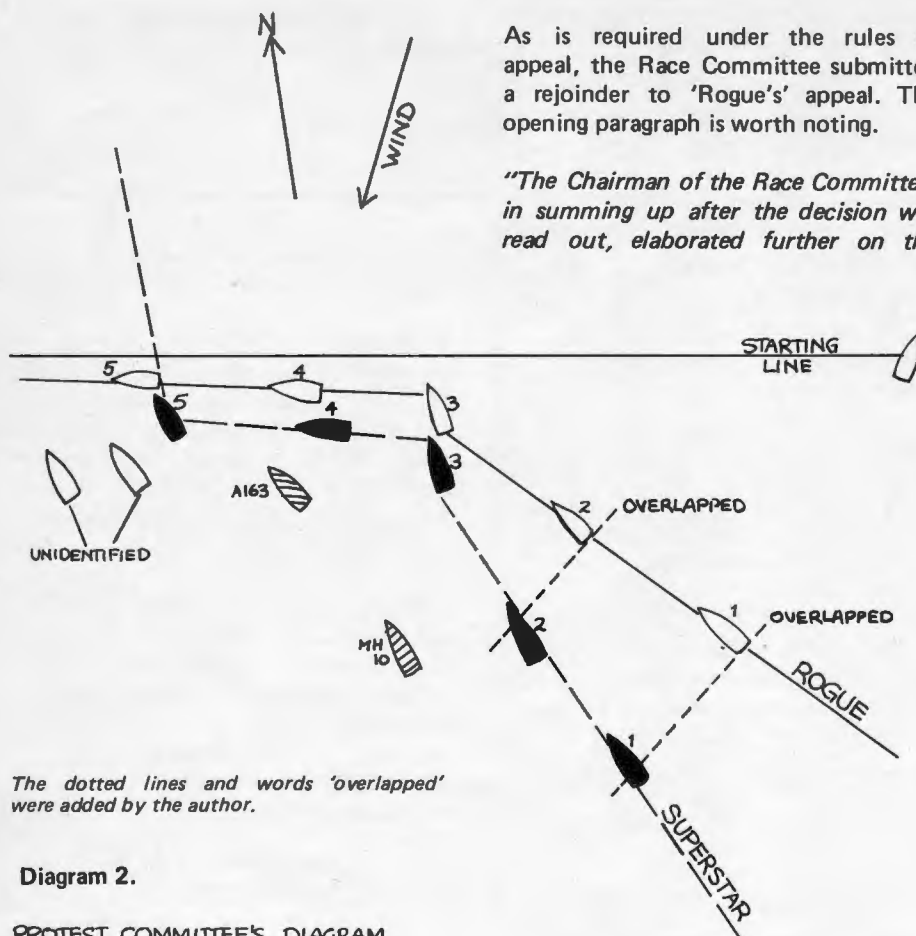 N
WIND
As is required under the rules
appeal, the Race Committee submitte
a rejoinder to 'Rogue's' appeal. Th
opening paragraph is worth noting.
"The Chairman of the Race Committe
in summing up after the decision w
read out, elaborated further on th
STARTING
LINE
5
4
3
5
4
3
A163
UNIDENTIFIED
2
OVERLAPPED
2
MH
10
1
OVERLAPPED
ROGUE
1
SUPERSTAR
The dotted lines and words 'overlapped'
were added by the author.
Diagram 2.
PROTEST COMMITTEE'S DIAGRAM